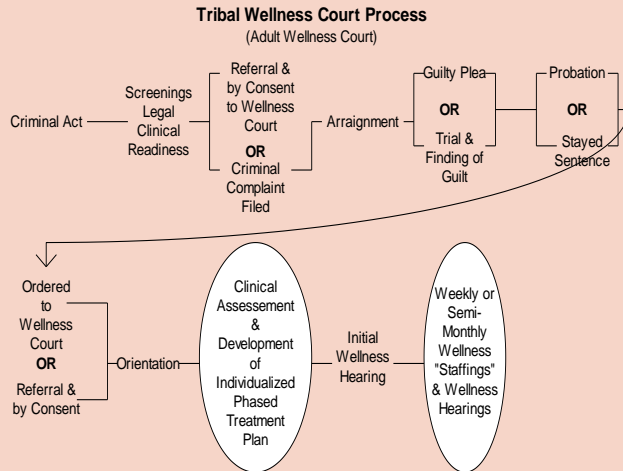 Tribal Wellness Court Process
(Adult Wellness Court)
Criminal Act
Screenings
Legal
Clinical
Readiness
Referral &
by Consent
to Wellness
Court
OR
Criminal
Complaint
Filed
Arraignment
Guilty Plea
OR
Trial &
Finding of
Guilt
Probation
OR
Stayed
Sentence
Ordered
to
Wellness
Court
OR
Referral &
by Consent
Orientation
Clinical
Assessment
&
Development
of
Individualized
Phased
Treatment
Plan
Initial
Wellness
Hearing
Weekly or
Semi-
Monthly
Wellness
"Staffings"
& Wellness
Hearings